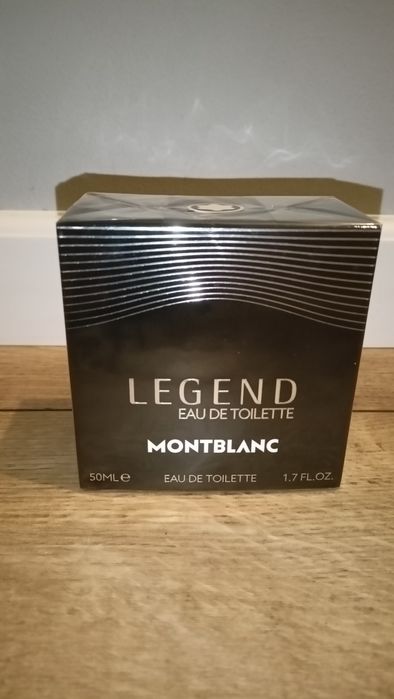 LEGEND
EAU DE TOILETTE
MONTBLANC
50ML℮ EAU DE TOILETTE 1.7 FL.OZ.